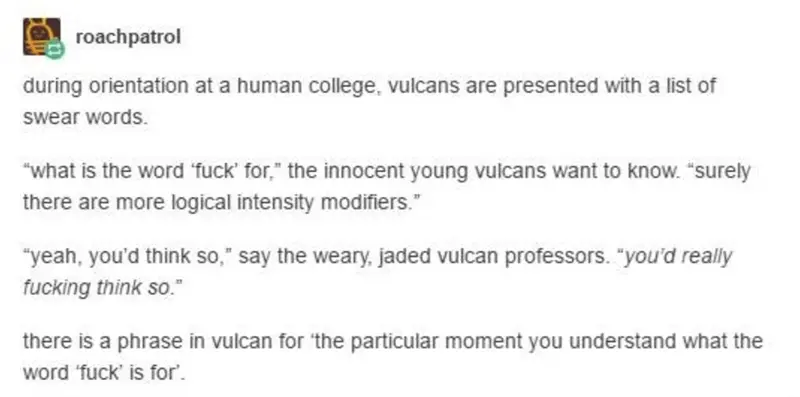 roachpatrol
during orientation at a human college, vulcans are presented with a list of
swear words.
“what is the word ‘fuck’ for,” the innocent young vulcans want to know. “surely
there are more logical intensity modifiers.”
“yeah, you’d think so,” say the weary, jaded vulcan professors. “you’d really
fucking think so.”
there is a phrase in vulcan for ‘the particular moment you understand what the
word ‘fuck’ is for’.